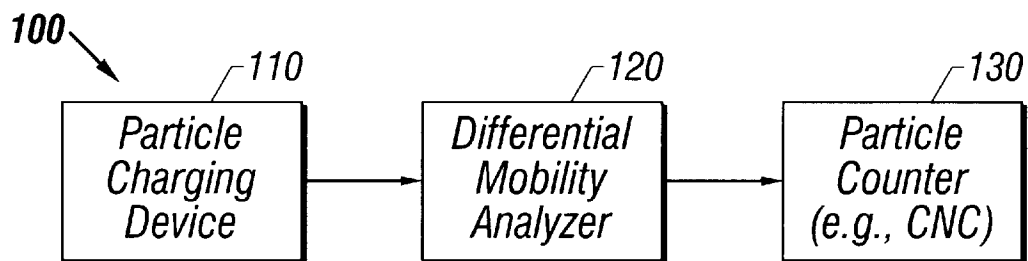 100
110
Particle
Charging
Device
120
Differential
Mobility
Analyzer
130
Particle
Counter
(e.g., CNC)